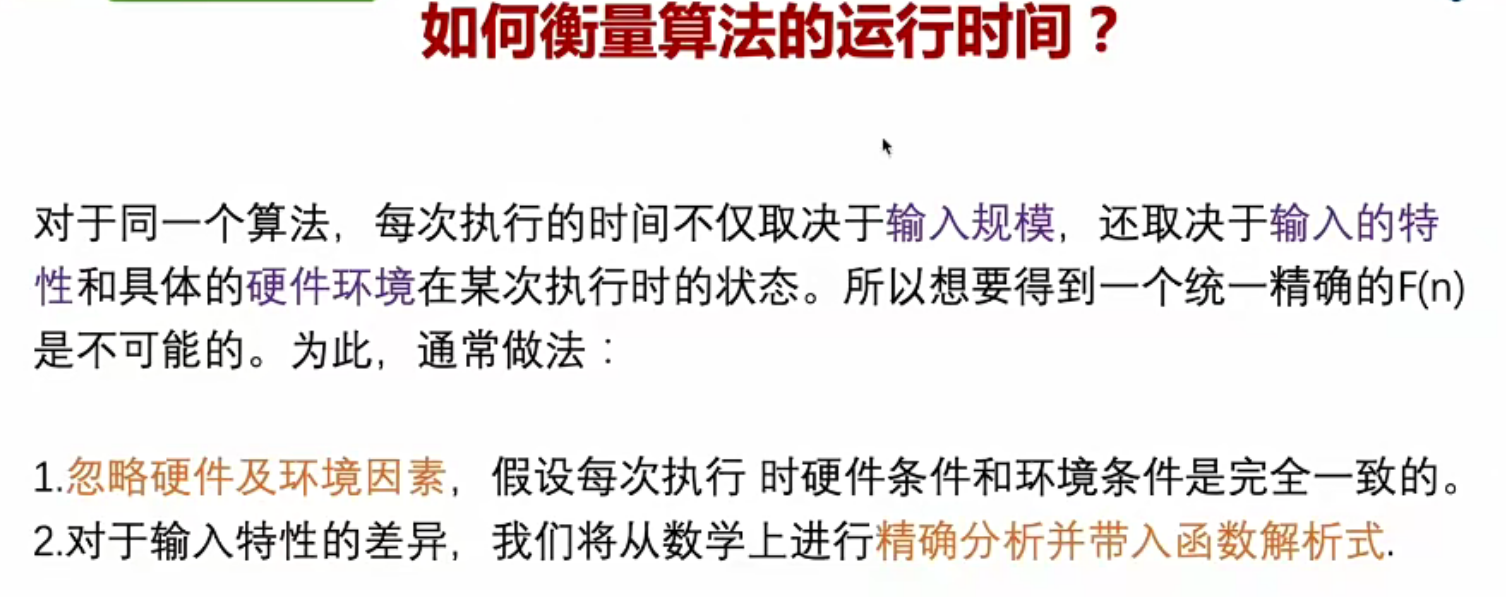 如何衡量算法的运行时间？
对于同一个算法，每次执行的时间不仅取决于输入规模，还取决于输入的特
性和具体的硬件环境在某次执行时的状态。所以想要得到一个统一精确的F(n)
是不可能的。为此，通常做法：
1.忽略硬件及环境因素，假设每次执行 时硬件条件和环境条件是完全一致的。
2.对于输入特性的差异，我们将从数学上进行精确分析并带入函数解析式.